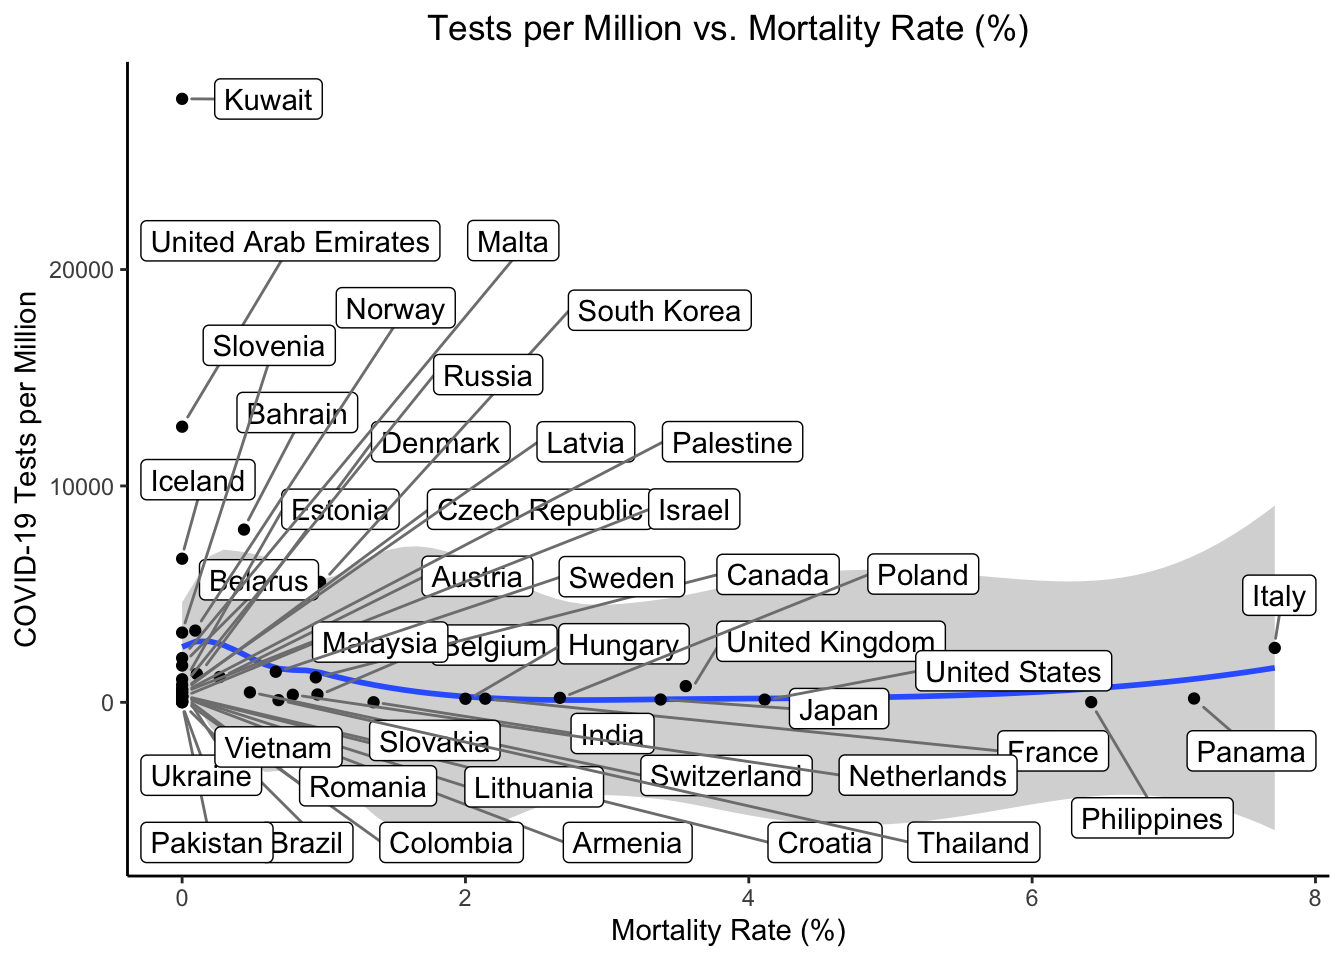 Tests per Million vs. Mortality Rate (%)
Kuwait
United Arab Emirates
Malta
20000
Norway
South Korea
Slovenia
Russia
Bahrain
Denmark
Latvia
Palestine
Iceland
10000
Estonia
Czech Republic
Israel
Belarus
Austria
Sweden
Canada
Poland
Italy
Malaysia
Belgium
Hungary
United Kingdom
United States
0
Japan
India
Slovakia
Vietnam
France
Panama
Ukraine
Romania
Lithuania
Switzerland
Netherlands
Philippines
Pakistan
Brazil
Colombia
Armenia
Croatia
Thailand
0
2
4
6
8
Mortality Rate (%)
COVID-19 Tests per Million